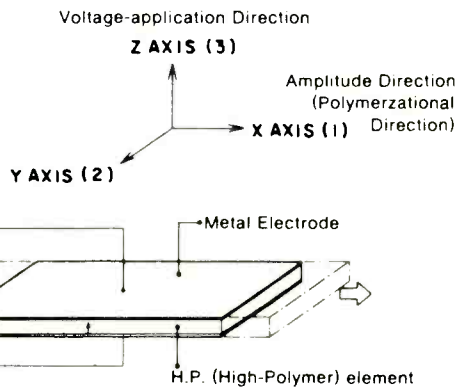 Voltage-application Direction
Z AXIS (3)
Amplitude Direction
(Polymerzational
Direction)
X AXIS (1)
Y AXIS (2)
Metal Electrode
H.P. (High-Polymer) element